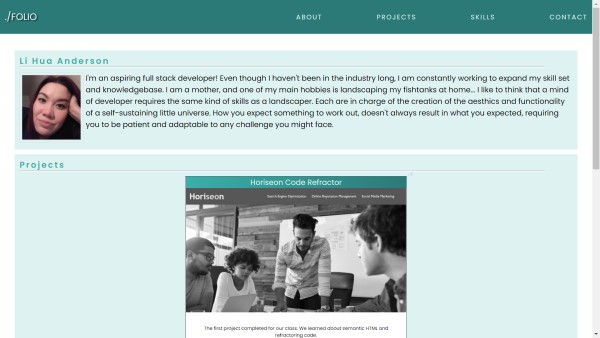 ./FOLIO
ABOUT
PROJECTS
SKILLS
CONTACT
Li Hua Anderson
I'm an aspiring full stack developer! Even though I haven't been in the industry long, I am constantly working to expand my skill set
and knowledgebase. I am a mother, and one of my main hobbies is landscaping my fishtanks at home... I like to think that a mind
of developer requires the same kind of skills as a landscaper. Each are in charge of the creation of the aesthics and functionality
of a self-sustaining little universe. How you expect something to work out, doesn't always result in what you expected, requiring
you to be patient and adaptable to any challenge you might face.
Projects
Horiseon Code Refractor
Horiseon
Search Engine Optimization
Online Reputation Management
Social Media Marketing
The first project completed for our class. We learned about semantic HTML and
refactoring code.